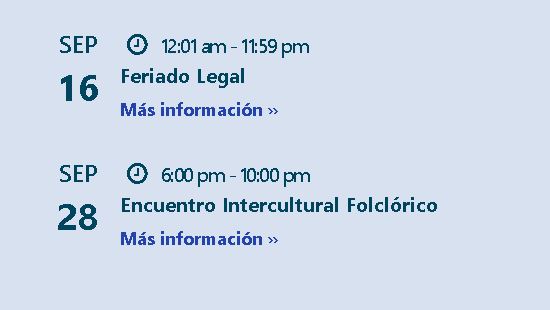 SEP 12:01 am - 11:59 pm
16 Feriado Legal
Más información ››
SEP 6:00 pm - 10:00 pm
28 Encuentro Intercultural Folclórico
Más información ››